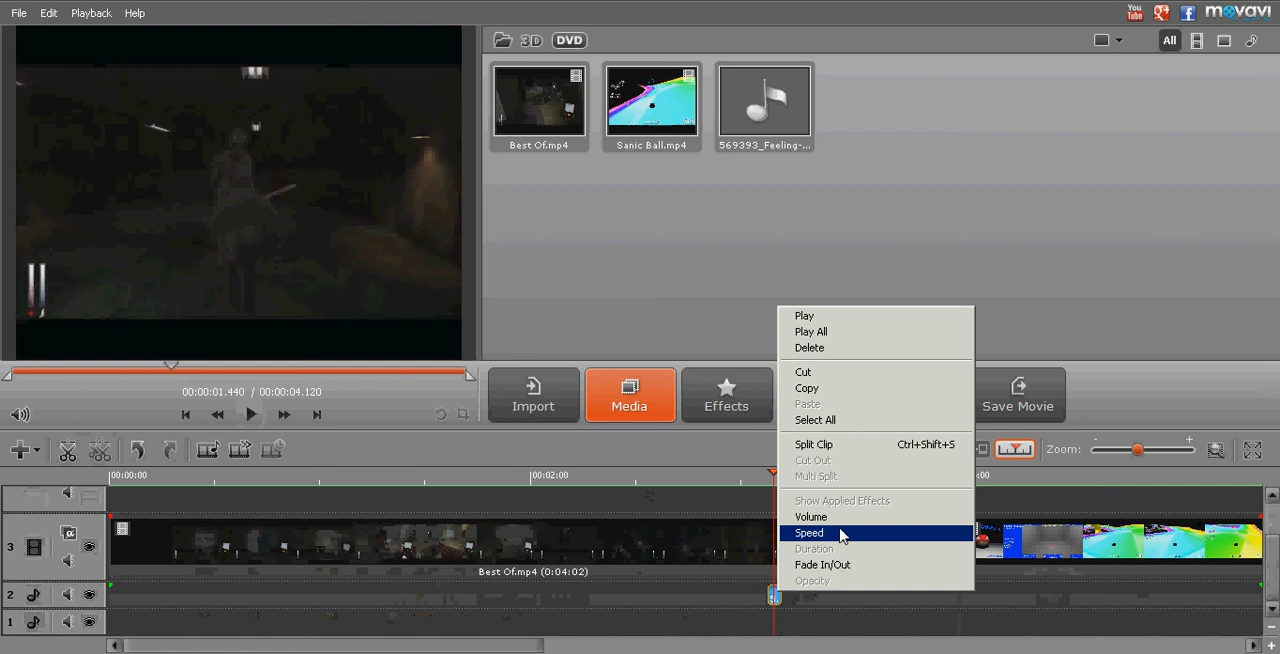 File Edit Playback Help
You Tube g+ f movavi
3D DVD
All
Best Of.mp4 Sanic Ball.mp4 569393_Feeling-...
Play
Play All
Delete
Cut
Copy
Paste
Select All
Split Clip Ctrl+Shift+S
Cut Out
Multi Split
Show Applied Effects
Volume
Speed
Duration
Fade In/Out
Opacity
00:00:01.440 / 00:00:04.120
Import Media Effects Save Movie
Zoom: - +
00:00:00 00:02:00 :00
3
Best Of.mp4 (0:04:02)
2
1